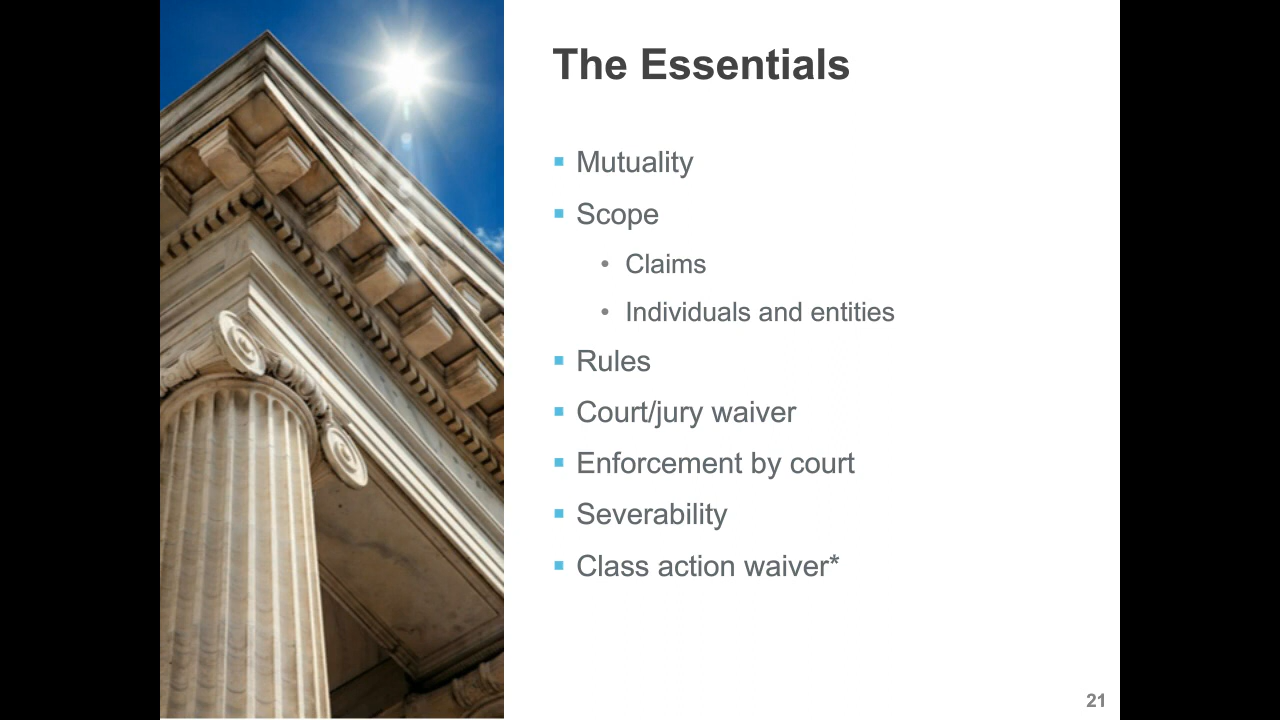 The Essentials
▪ Mutuality
▪ Scope
• Claims
• Individuals and entities
▪ Rules
▪ Court/jury waiver
▪ Enforcement by court
▪ Severability
▪ Class action waiver*
21